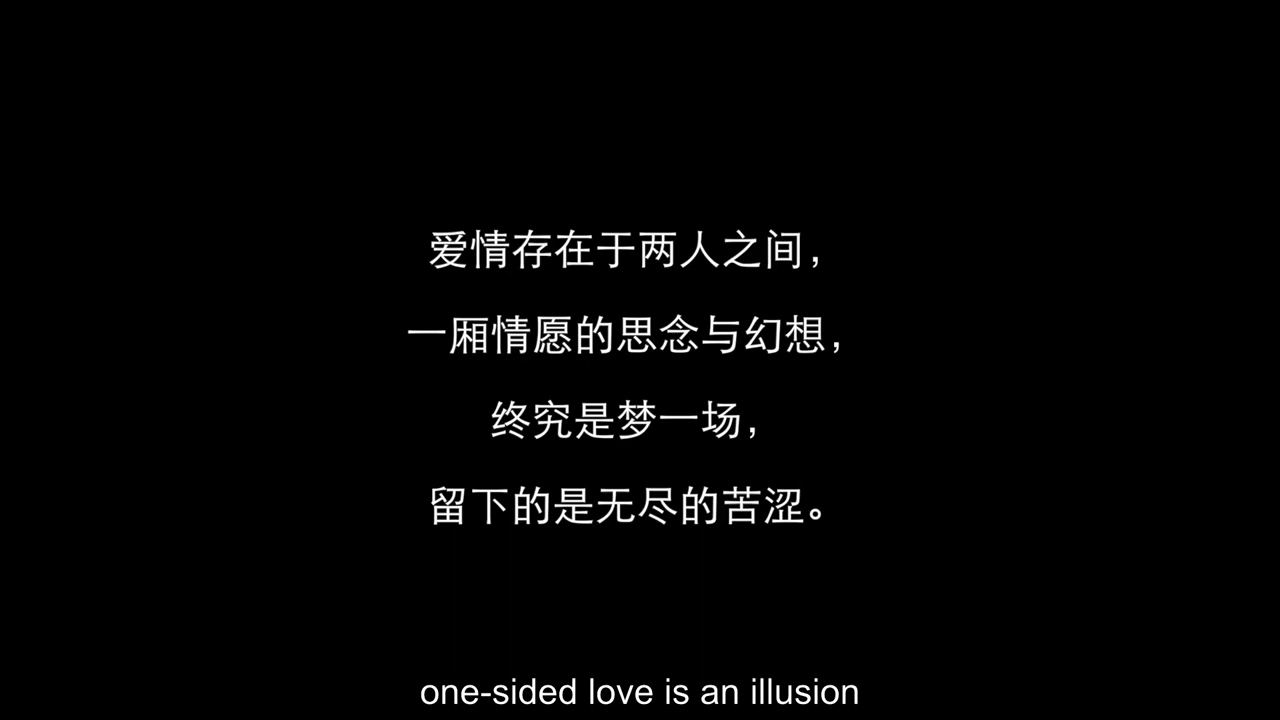 爱情存在于两人之间，
一厢情愿的思念与幻想，
终究是梦一场，
留下的是无尽的苦涩。
one-sided love is an illusion